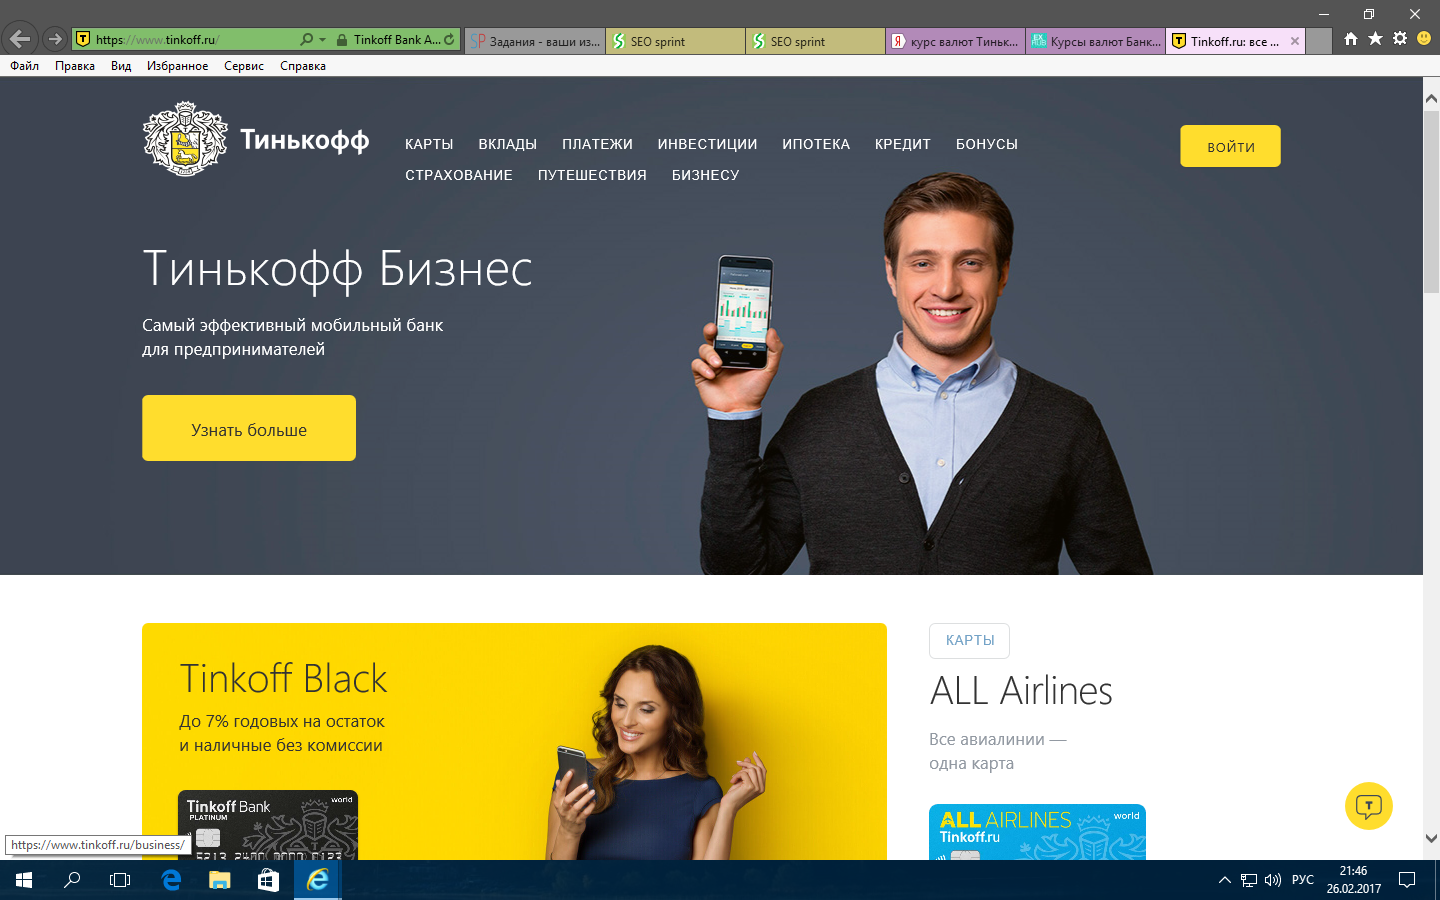 https://www.tinkoff.ru/
Tinkoff Bank A...
Задания - ваши из...
SEO sprint
SEO sprint
курс валют Тиньк...
Курсы валют Банк...
Tinkoff.ru: все ...
Файл Правка Вид Избранное Сервис Справка
Тинькофф
КАРТЫ ВКЛАДЫ ПЛАТЕЖИ ИНВЕСТИЦИИ ИПОТЕКА КРЕДИТ БОНУСЫ
СТРАХОВАНИЕ ПУТЕШЕСТВИЯ БИЗНЕСУ
ВОЙТИ
Тинькофф Бизнес
Самый эффективный мобильный банк
для предпринимателей
Узнать больше
Tinkoff Black
До 7% годовых на остаток
и наличные без комиссии
Tinkoff Bank
PLATINUM
world
КАРТЫ
ALL Airlines
Все авиалинии —
одна карта
ALL AIRLINES
world
Tinkoff.ru
https://www.tinkoff.ru/business/
РУС
21:46
26.02.2017